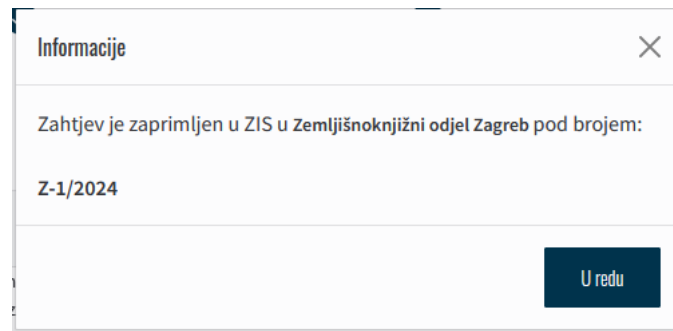 Informacije
Zahtjev je zaprimljen u ZIS u Zemljišnoknjižni odjel Zagreb pod brojem:
Z-1/2024
U redu